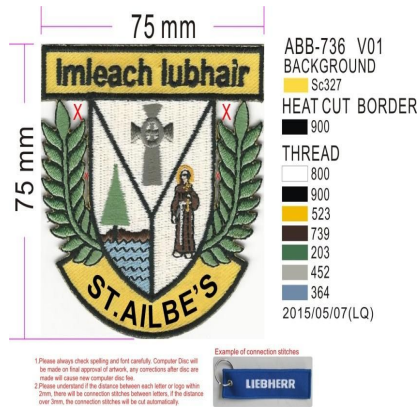 75 mm
75 mm
Imleach Iubhair
X X
ST.AILBE'S
ABB-736 V01
BACKGROUND
Sc327
HEAT CUT BORDER
900
THREAD
800
900
523
739
203
452
364
2015/05/07(LQ)
1.Please always check spelling and font carefully. Computer Disc will
be made on final approval of artwork, any corrections after disc are
made will cause new computer disc fee.
2.Please understand if the distance between each letter or logo within
2mm, there will be connection stitches between letters, if the distance
over 3mm, the connection stitches will be cut automatically.
Example of connection stitches
LIEBHERR